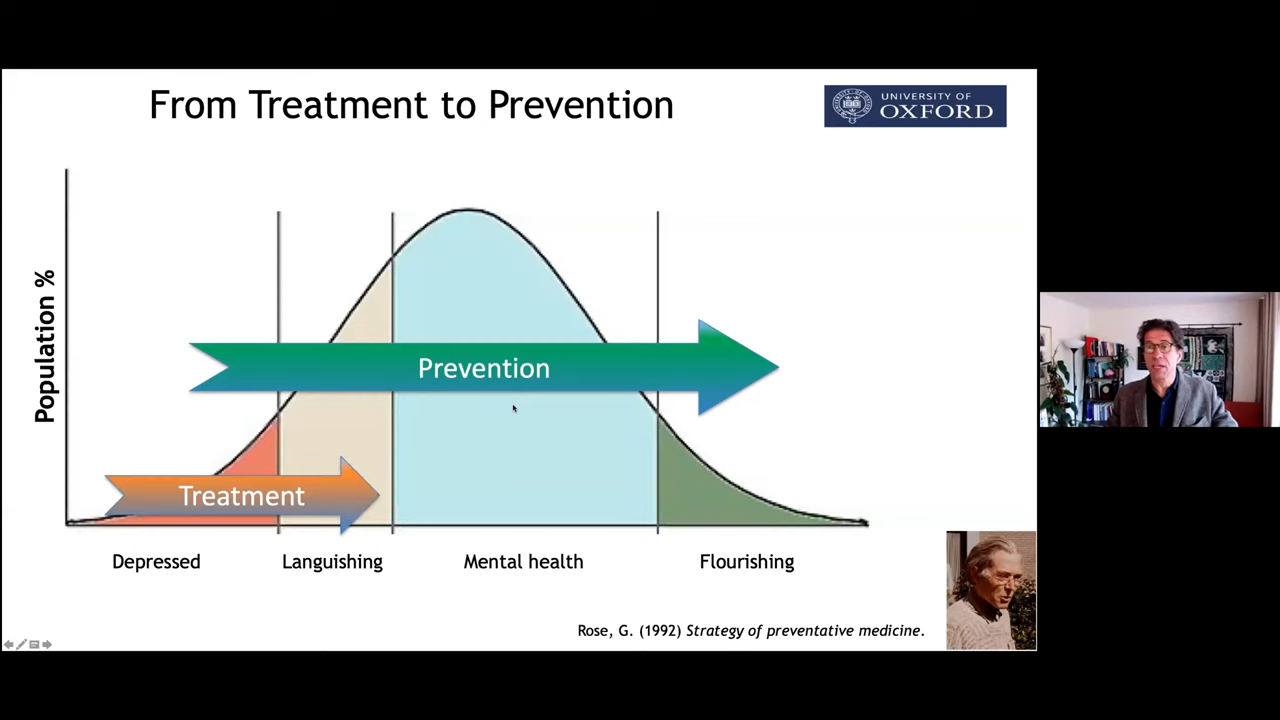 From Treatment to Prevention
UNIVERSITY OF
OXFORD
Population %
Prevention
Treatment
Depressed
Languishing
Mental health
Flourishing
Rose, G. (1992) Strategy of preventative medicine.